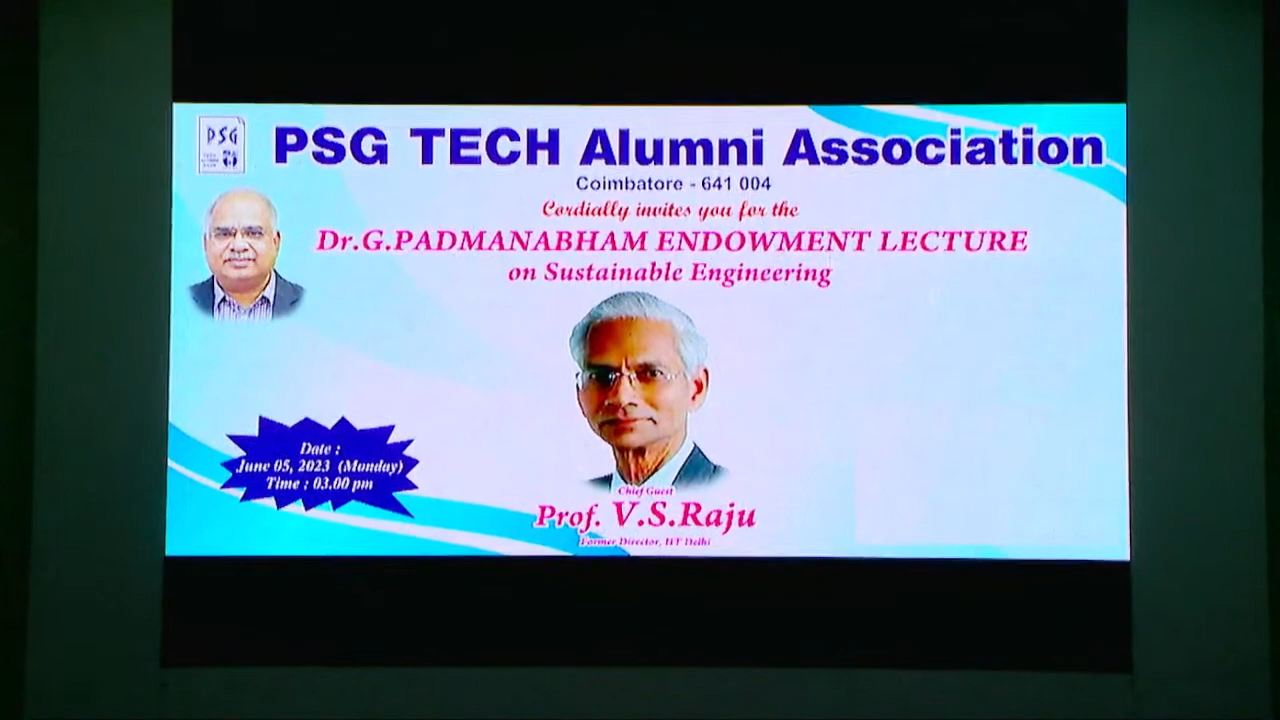 PSG
PSG TECH Alumni Association
Coimbatore - 641 004
Cordially invites you for the
Dr.G.PADMANABHAM ENDOWMENT LECTURE
on Sustainable Engineering
Date :
June 05, 2023 (Monday)
Time : 03.00 pm
Chief Guest
Prof. V.S.Raju
Former Director, IIT Delhi